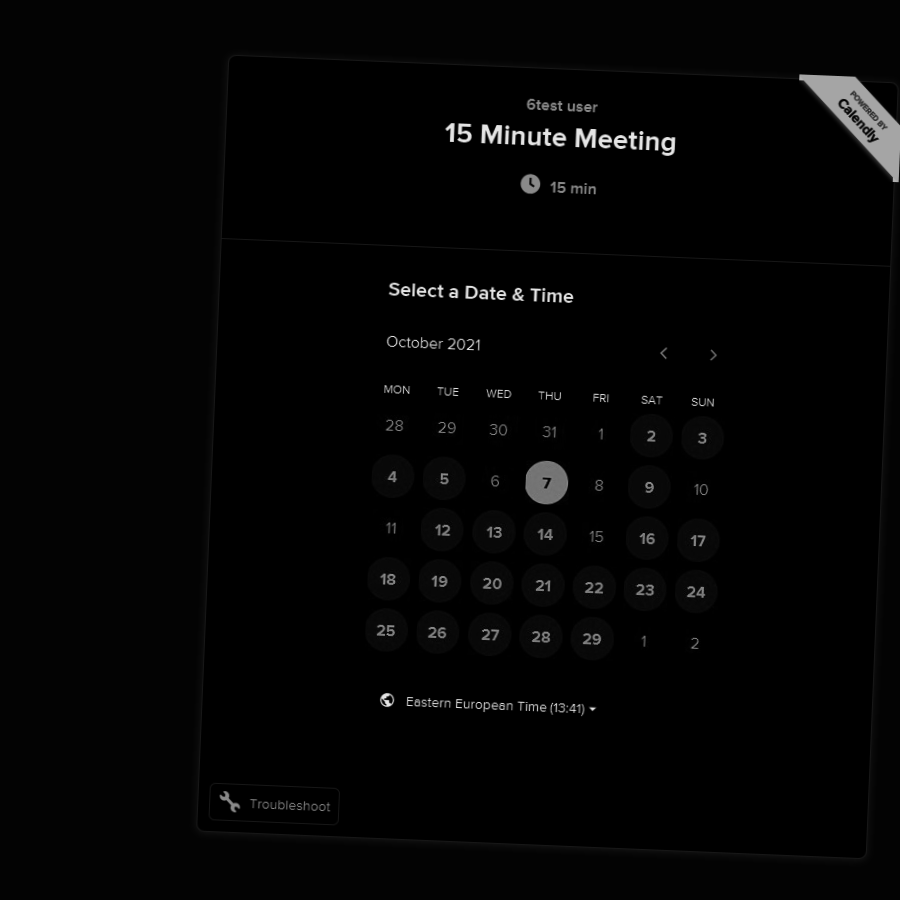 POWERED BY
Calendly
6test user
15 Minute Meeting
15 min
Select a Date & Time
October 2021
MON TUE WED THU FRI SAT SUN
28 29 30 31 1 2 3
4 5 6 7 8 9 10
11 12 13 14 15 16 17
18 19 20 21 22 23 24
25 26 27 28 29 1 2
Eastern European Time (13:41)
Troubleshoot